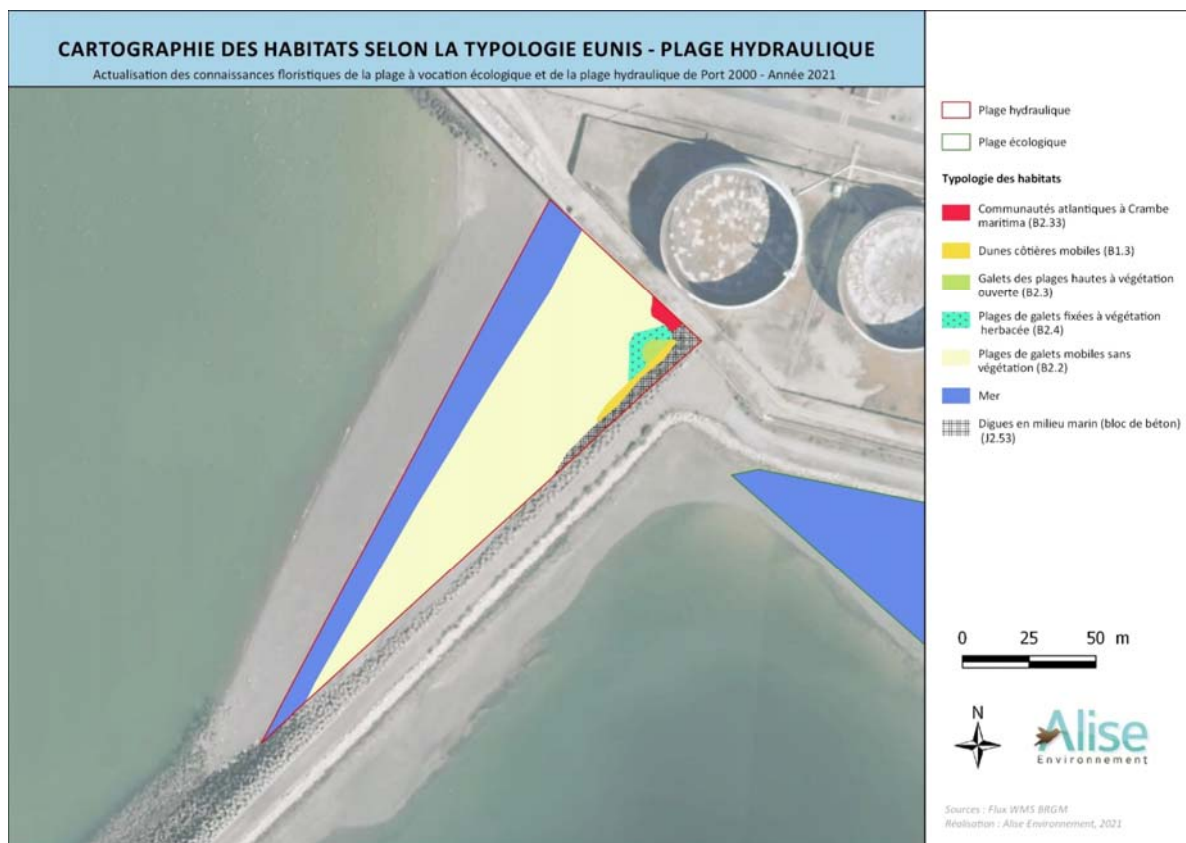 CARTOGRAPHIE DES HABITATS SELON LA TYPOLOGIE EUNIS - PLAGE HYDRAULIQUE
Actualisation des connaissances floristiques de la plage à vocation écologique et de la plage hydraulique de Port 2000 - Année 2021
Plage hydraulique
Plage écologique
Typologie des habitats
Communautés atlantiques à Crambe
maritima (B2.33)
Dunes côtières mobiles (B1.3)
Galets des plages hautes à végétation
ouverte (B2.3)
Plages de galets fixées à végétation
herbacée (B2.4)
Plages de galets mobiles sans
végétation (B2.2)
Mer
Digues en milieu marin (bloc de béton)
(J2.53)
0 25 50 m
N
Alise
Environnement
Sources : Flux WMS BRGM
Réalisation : Alise Environnement, 2021